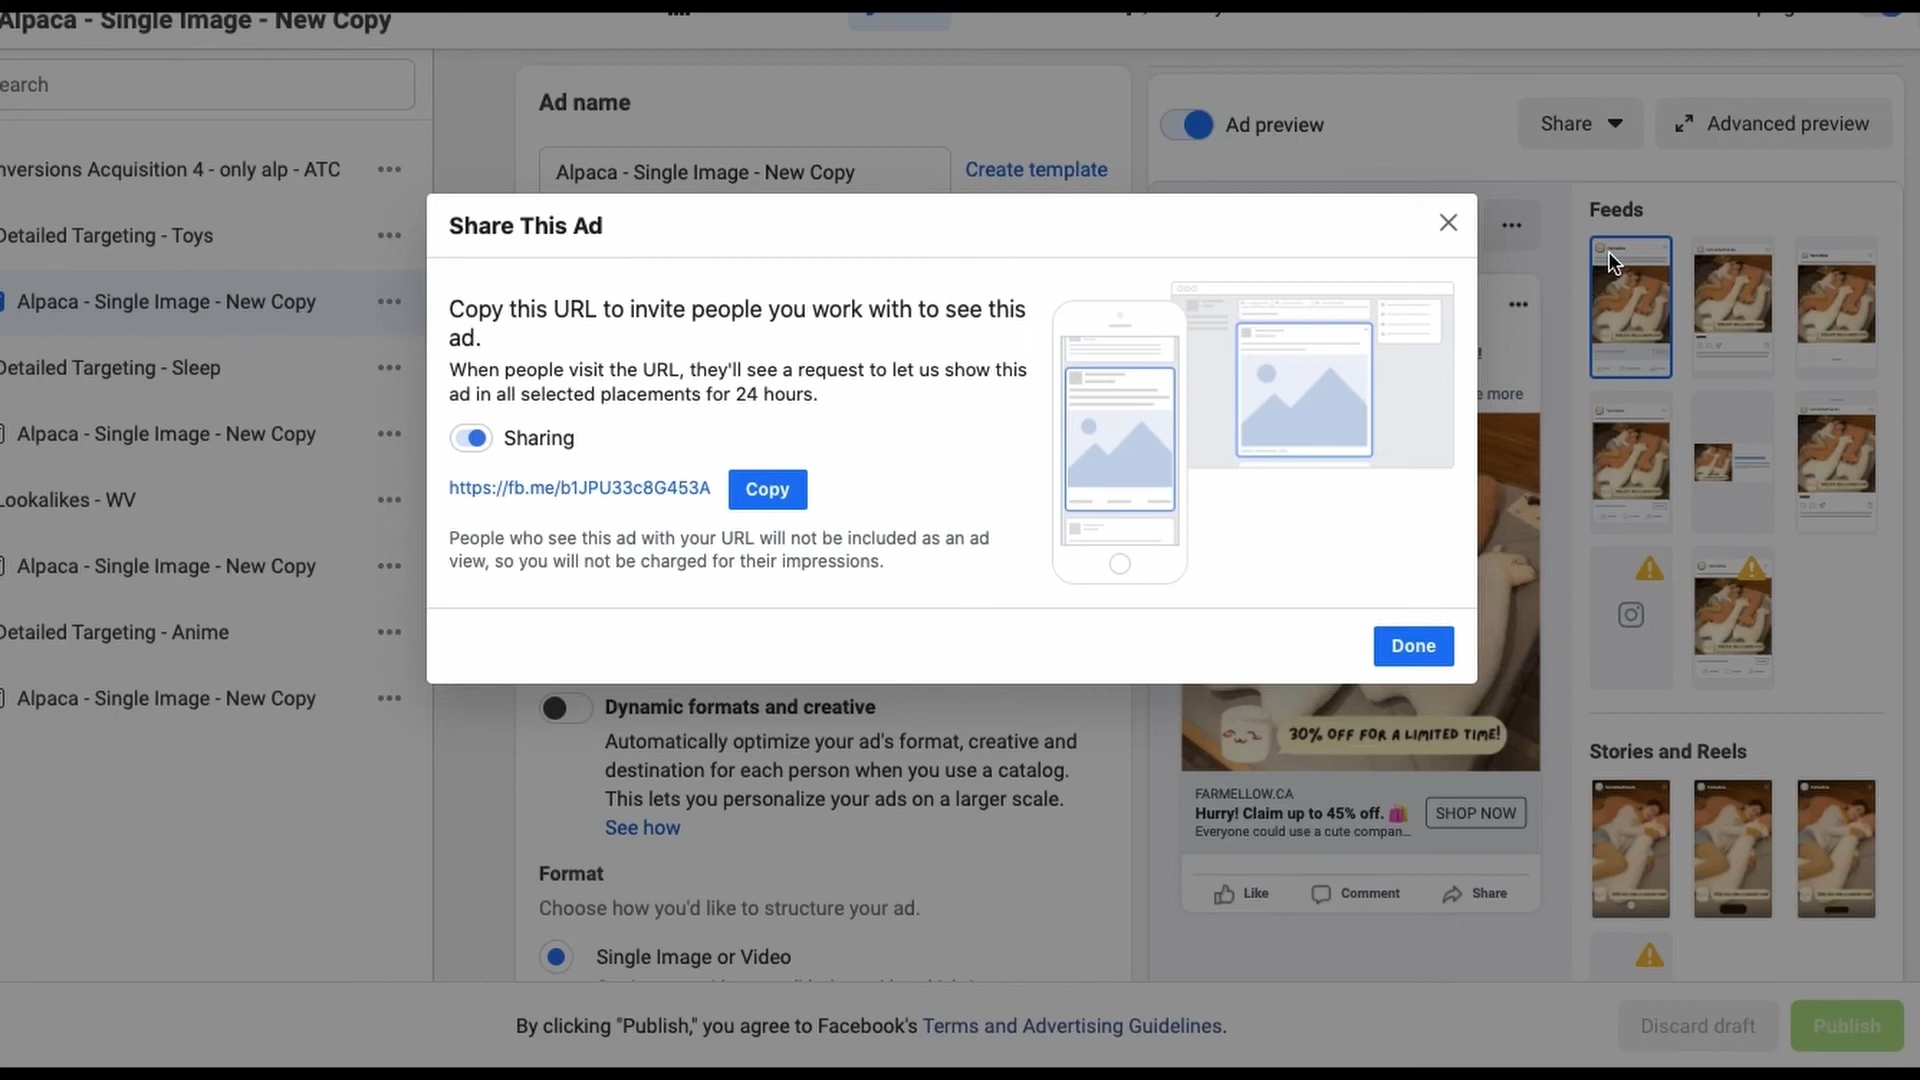 Alpaca - Single Image - New Copy
earch
nversions Acquisition 4 - only alp - ATC
Detailed Targeting - Toys
Alpaca - Single Image - New Copy
Detailed Targeting - Sleep
Alpaca - Single Image - New Copy
Lookalikes - WV
Alpaca - Single Image - New Copy
Detailed Targeting - Anime
Alpaca - Single Image - New Copy
Ad name
Alpaca - Single Image - New Copy
Create template
Ad preview
Share
Advanced preview
Share This Ad
Copy this URL to invite people you work with to see this
ad.
When people visit the URL, they'll see a request to let us show this
ad in all selected placements for 24 hours.
Sharing
https://fb.me/b1JPU33c8G453A
Copy
People who see this ad with your URL will not be included as an ad
view, so you will not be charged for their impressions.
Done
Dynamic formats and creative
Automatically optimize your ad's format, creative and
destination for each person when you use a catalog.
This lets you personalize your ads on a larger scale.
See how
Format
Choose how you'd like to structure your ad.
Single Image or Video
e more
30% OFF FOR A LIMITED TIME!
FARMELLOW.CA
Hurry! Claim up to 45% off.
Everyone could use a cute compan...
SHOP NOW
Like
Comment
Share
Feeds
Stories and Reels
By clicking "Publish," you agree to Facebook's Terms and Advertising Guidelines.
Discard draft
Publish